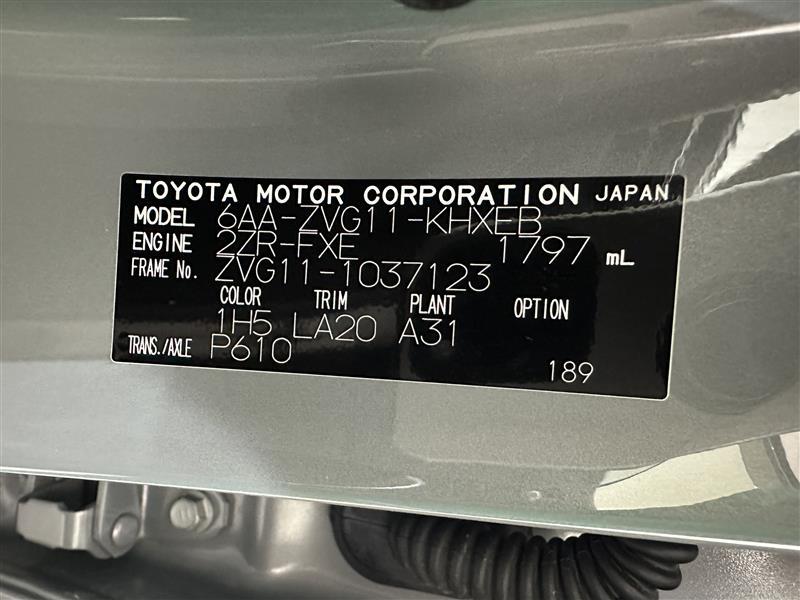 TOYOTA MOTOR CORPORATION JAPAN
MODEL 6AA-ZVG11-KHXEB
ENGINE 2ZR-FXE 1797 mL
FRAME No. ZVG11-1037123
COLOR TRIM PLANT OPTION
1H5 LA20 A31
TRANS./AXLE P610
189